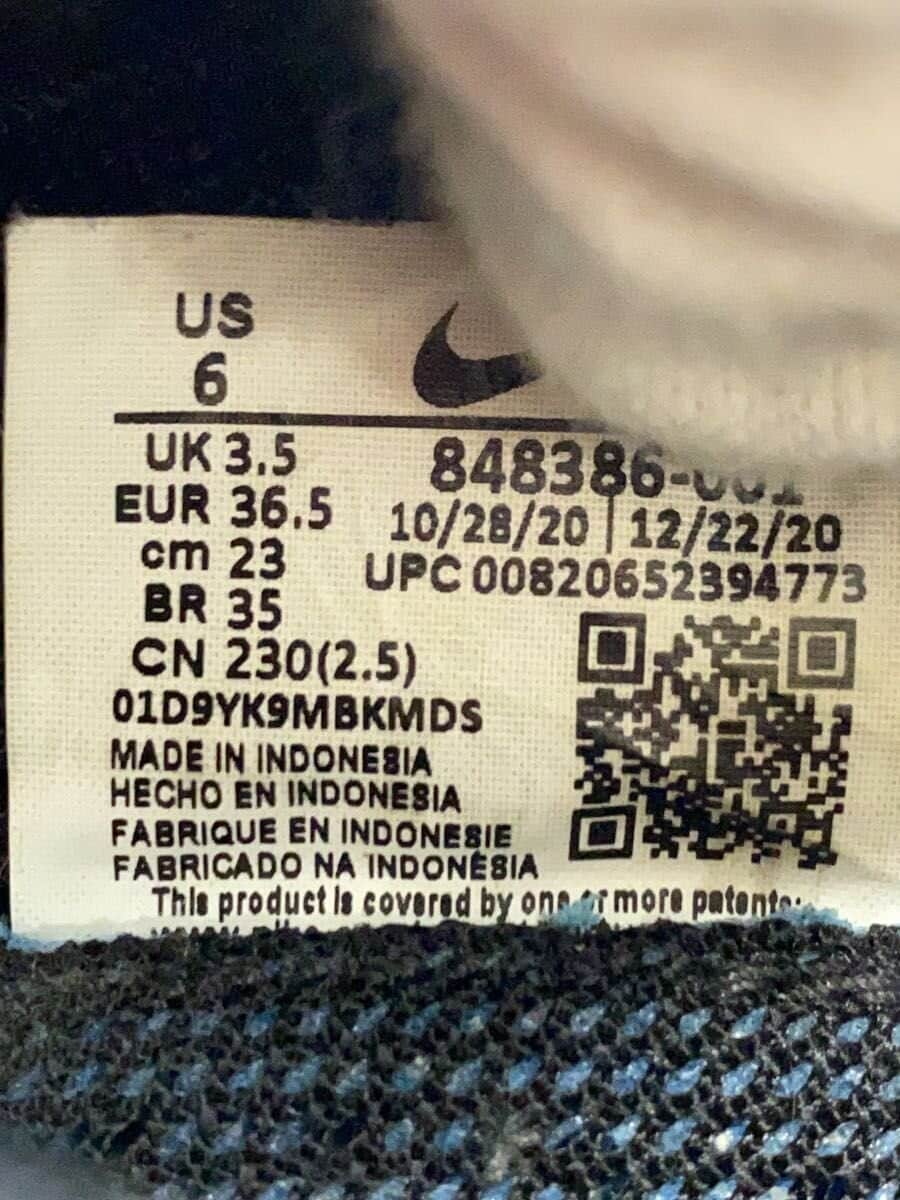 US
6
UK 3.5
EUR 36.5
cm 23
BR 35
CN 230(2.5)
848386-001
10/28/20 | 12/22/20
UPC 00820652394773
01D9YK9MBKMDS
MADE IN INDONESIA
HECHO EN INDONESIA
FABRIQUE EN INDONESIE
FABRICADO NA INDONÉSIA
This product is covered by one or more patents.